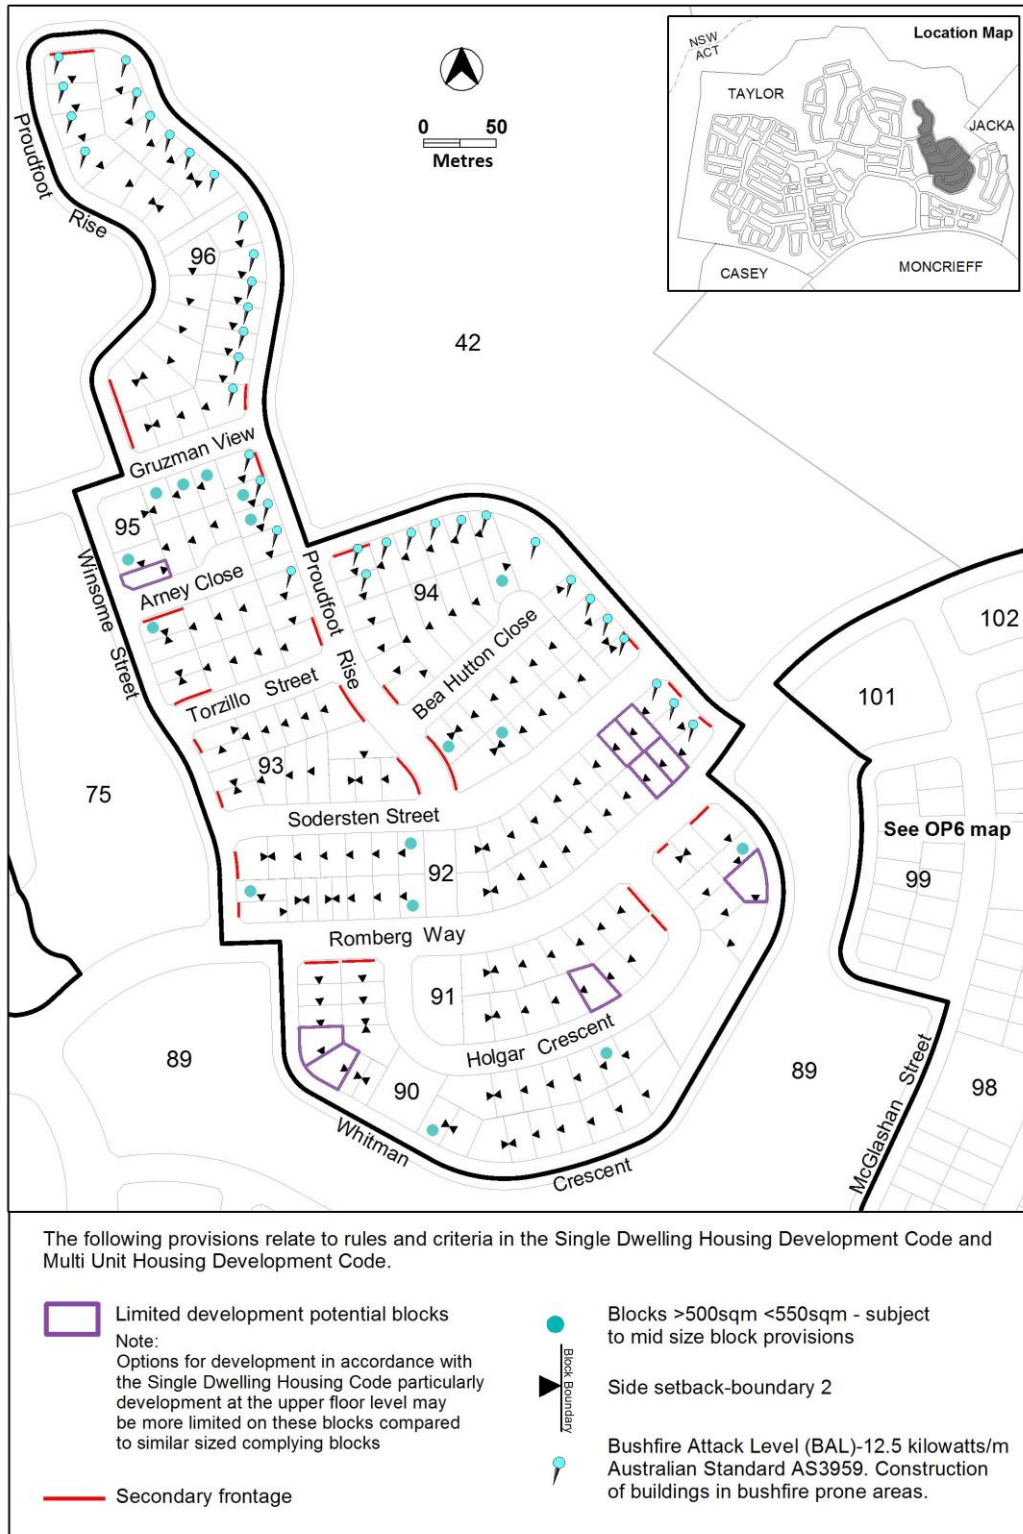 Location Map
NSW
ACT
TAYLOR
JACKA
CASEY
MONCRIEFF
0 50
Metres
Proudfoot
Rise
96
42
Gruzman View
95
Winsome Street
Arney Close
Proudfoot Rise
94
Bea Hutton Close
102
101
Torzillo Street
93
75
Sodersten Street
See OP6 map
92
99
Romberg Way
91
Holgar Crescent
89
90
89
McGlashan Street
98
Whitman
Crescent
The following provisions relate to rules and criteria in the Single Dwelling Housing Development Code and
Multi Unit Housing Development Code.
Limited development potential blocks
Note:
Options for development in accordance with
the Single Dwelling Housing Code particularly
development at the upper floor level may
be more limited on these blocks compared
to similar sized complying blocks
Secondary frontage
Blocks >500sqm <550sqm - subject
to mid size block provisions
Block Boundary
Side setback-boundary 2
Bushfire Attack Level (BAL)-12.5 kilowatts/m
Australian Standard AS3959. Construction
of buildings in bushfire prone areas.